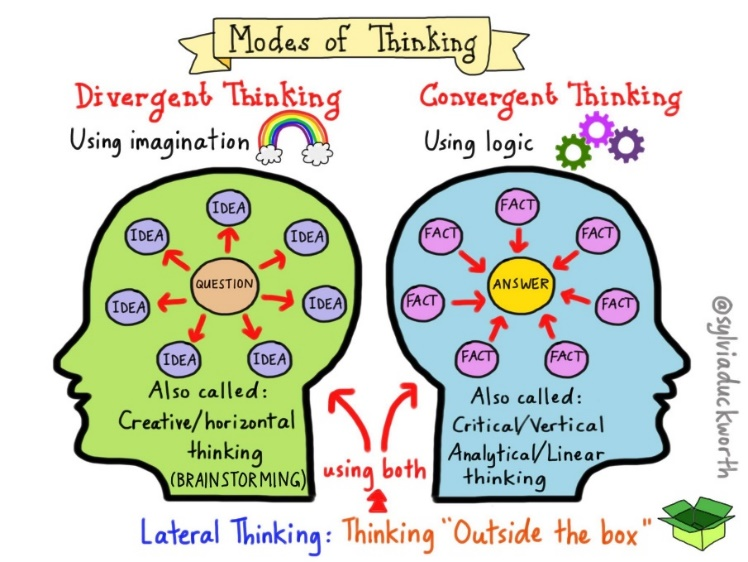 Modes of Thinking
Divergent Thinking
Using imagination
IDEA
IDEA
IDEA
IDEA
IDEA
IDEA
IDEA
QUESTION
Also called:
Creative/horizontal
thinking
(BRAINSTORMING)
Convergent Thinking
Using logic
FACT
FACT
FACT
FACT
FACT
FACT
FACT
ANSWER
Also called:
Critical/Vertical
Analytical/Linear
thinking
using both
Lateral Thinking: Thinking "Outside the box"
@sylviaduckworth